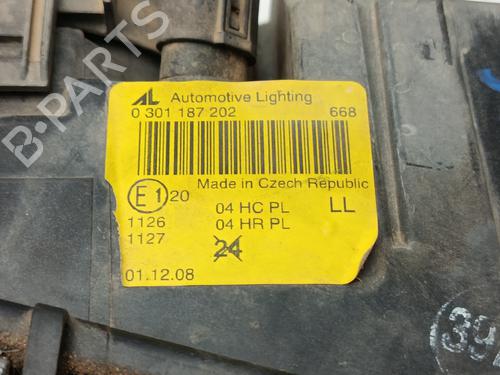 B-PARTS
AL Automotive Lighting
0 301 187 202 668
Made in Czech Republic
E1 20
04 HC PL LL
1126 04 HR PL
1127 24
01.12.08